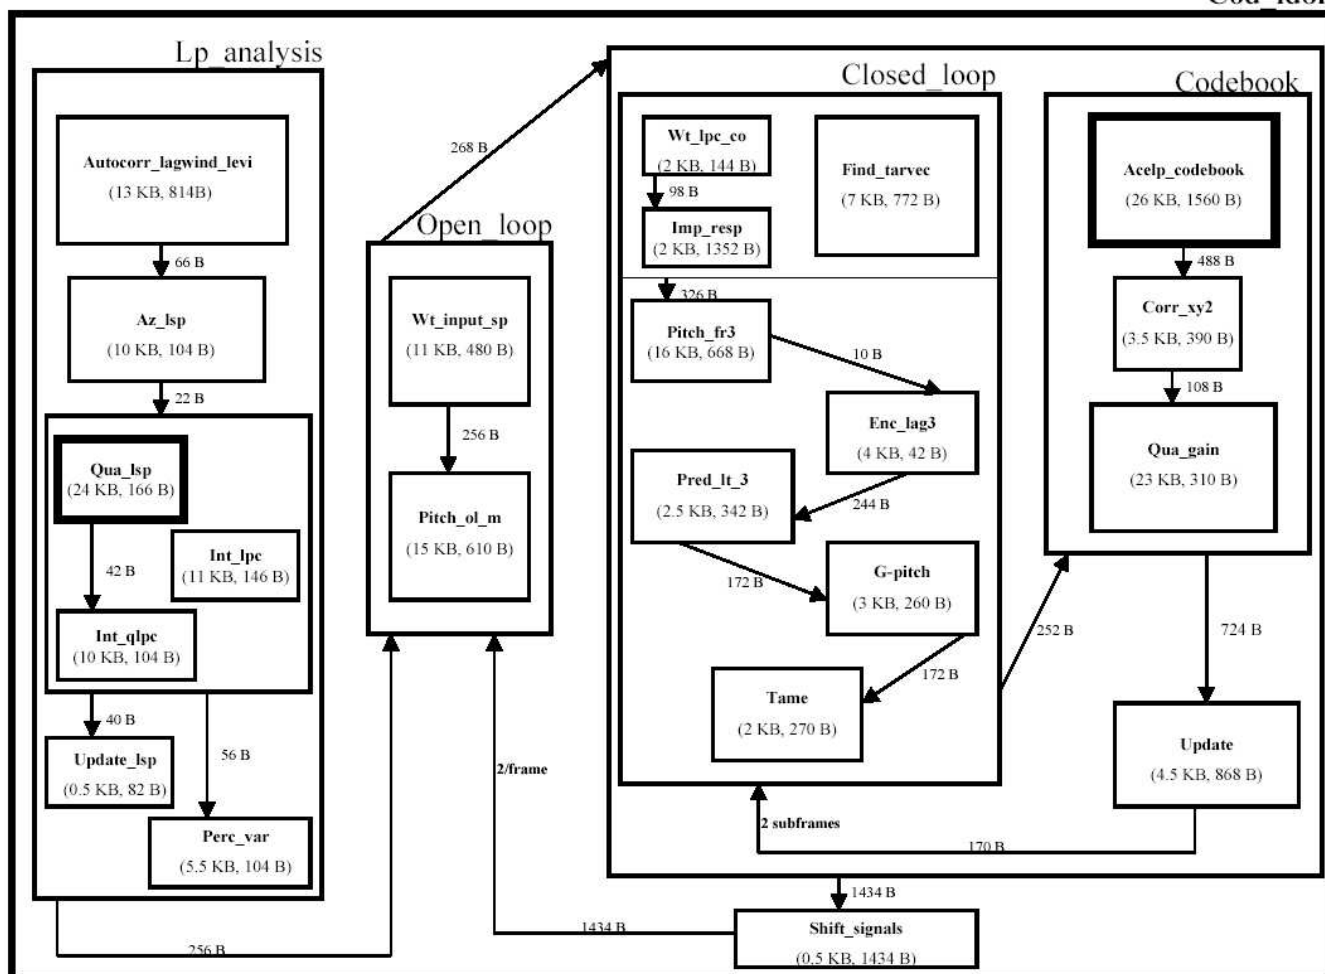 Lp_analysis
Autocorr_lagwind_levi
(13 KB, 814B)
66 B
Az_lsp
(10 KB, 104 B)
22 B
Qua_lsp
(24 KB, 166 B)
42 B
Int_lpc
(11 KB, 146 B)
Int_qlpc
(10 KB, 104 B)
40 B
56 B
Update_lsp
(0.5 KB, 82 B)
Perc_var
(5.5 KB, 104 B)
256 B
268 B
Open_loop
Wt_input_sp
(11 KB, 480 B)
256 B
Pitch_ol_m
(15 KB, 610 B)
2/frame
1434 B
Closed_loop
Wt_lpc_co
(2 KB, 144 B)
98 B
Imp_resp
(2 KB, 1352 B)
Find_tarvec
(7 KB, 772 B)
326 B
Pitch_fr3
(16 KB, 668 B)
10 B
Enc_lag3
(4 KB, 42 B)
244 B
Pred_lt_3
(2.5 KB, 342 B)
172 B
G-pitch
(3 KB, 260 B)
172 B
Tame
(2 KB, 270 B)
252 B
Codebook
Acelp_codebook
(26 KB, 1560 B)
488 B
Corr_xy2
(3.5 KB, 390 B)
108 B
Qua_gain
(23 KB, 310 B)
724 B
Update
(4.5 KB, 868 B)
2 subframes
170 B
1434 B
Shift_signals
(0.5 KB, 1434 B)